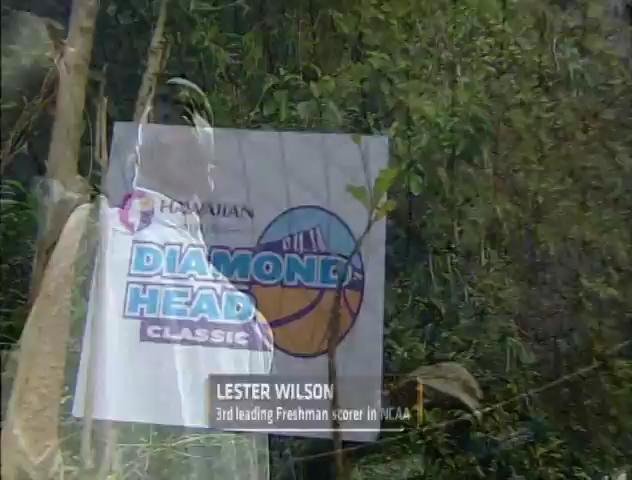 HAWAIIAN
DIAMOND
HEAD
CLASSIC
LESTER WILSON
3rd leading Freshman scorer in NCAA